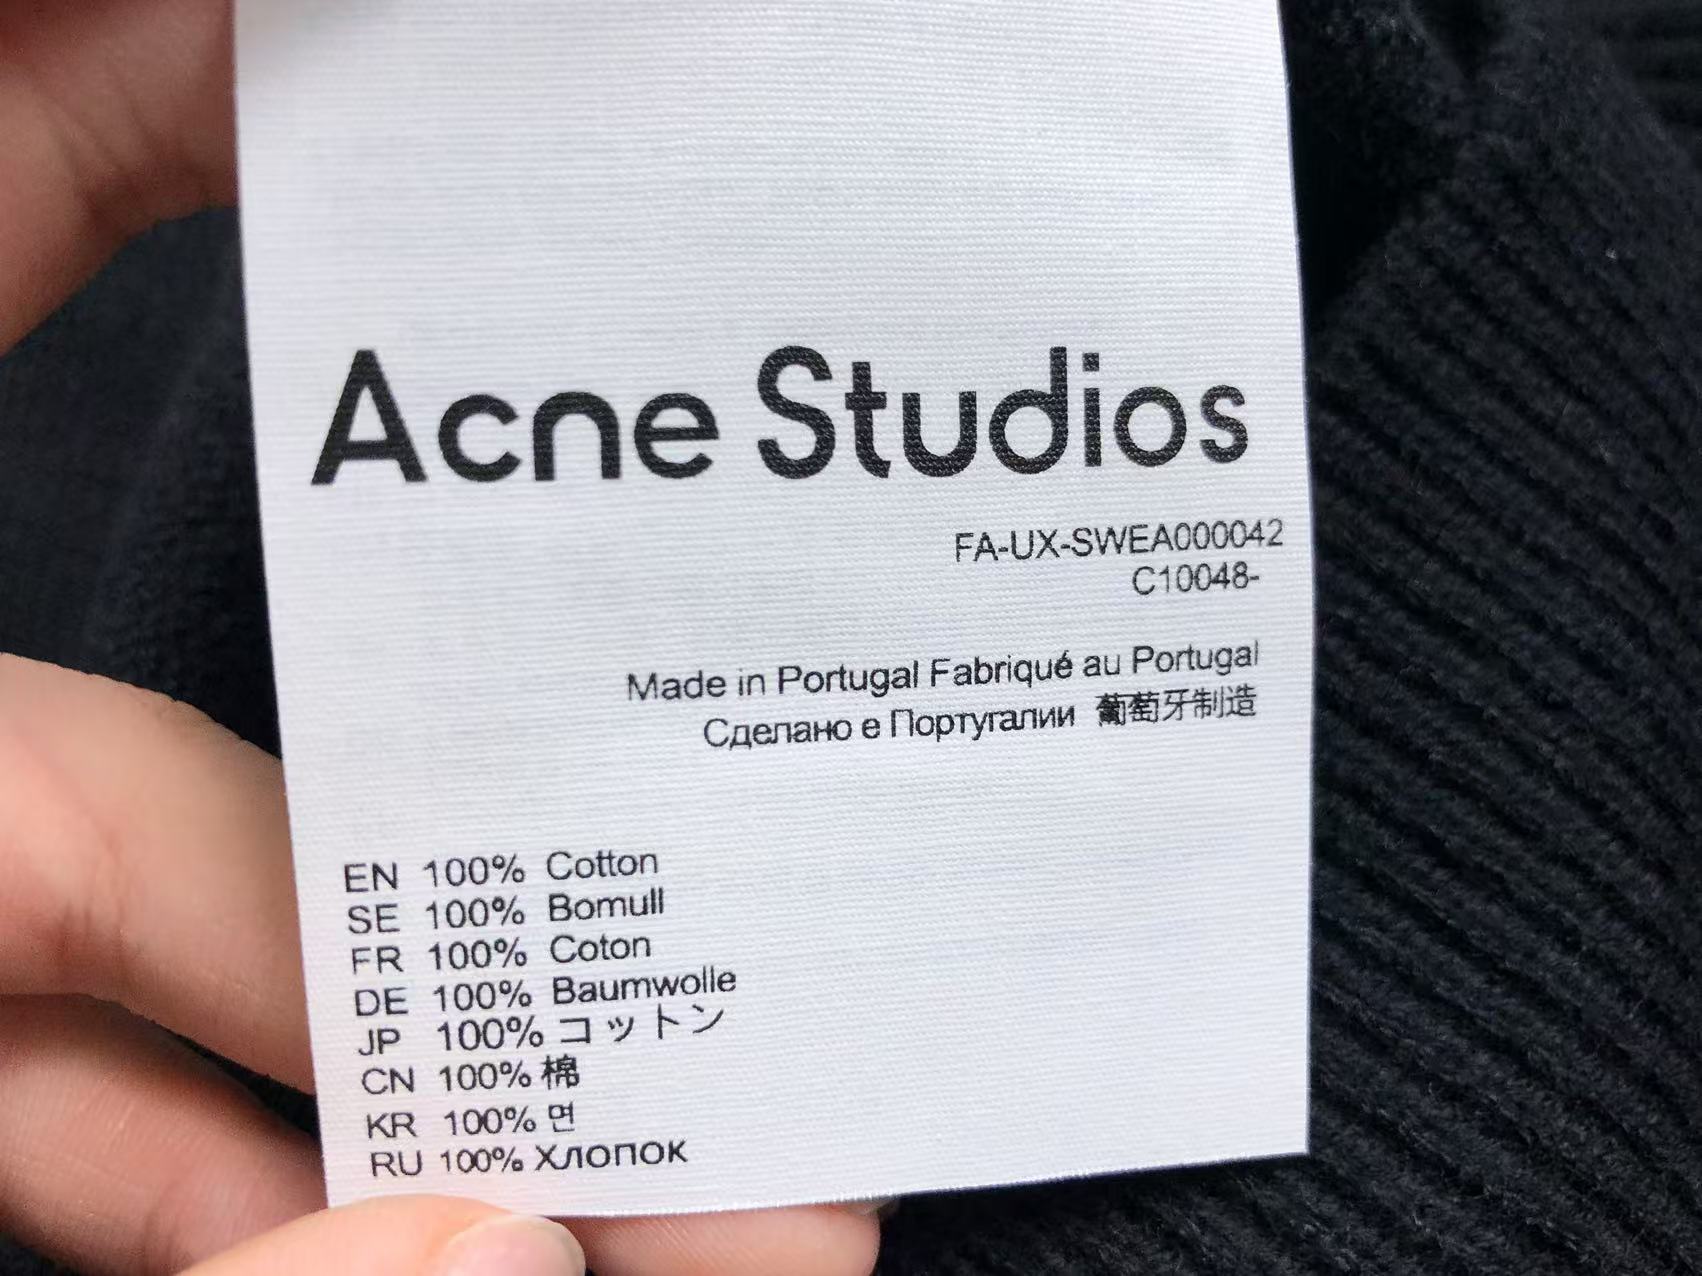 Acne Studios
FA-UX-SWEA000042
C10048-
Made in Portugal Fabriqué au Portugal
Сделано е Португалии 葡萄牙制造
EN 100% Cotton
SE 100% Bomull
FR 100% Coton
DE 100% Baumwolle
JP 100% コットン
CN 100% 棉
KR 100% 면
RU 100% ХЛОПОК